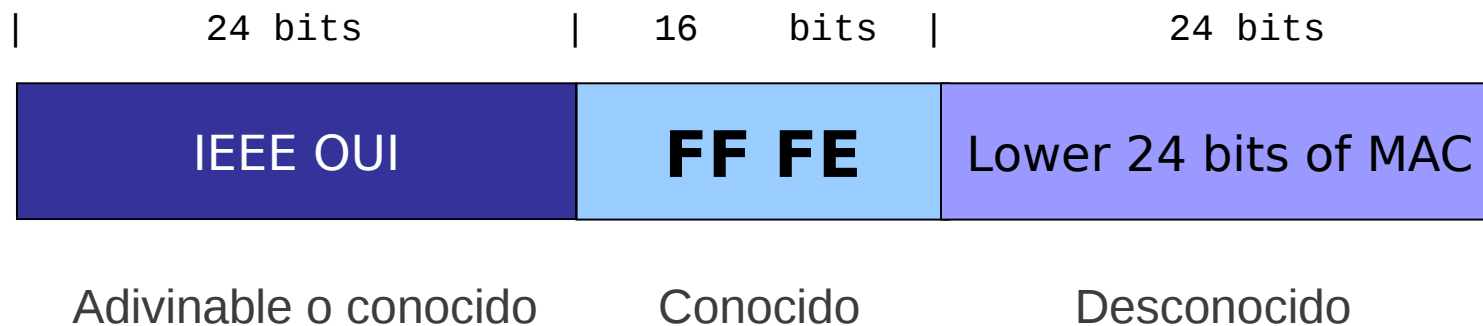 | 24 bits | 16 bits | 24 bits
IEEE OUI FF FE Lower 24 bits of MAC
Adivinable o conocido Conocido Desconocido